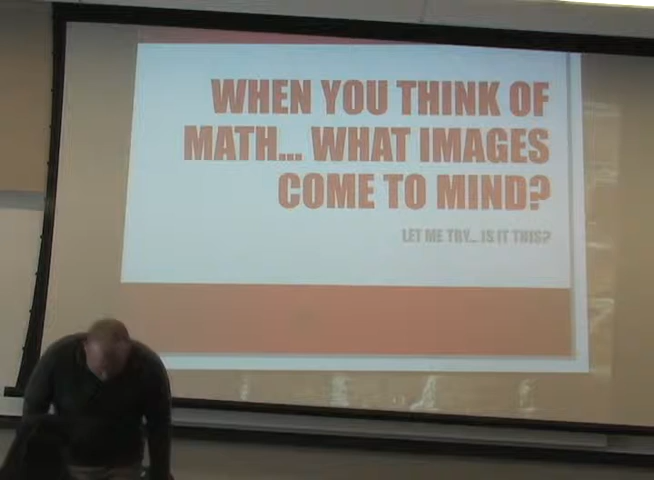 WHEN YOU THINK OF
MATH... WHAT IMAGES
COME TO MIND?
LET ME TRY... IS IT THIS?